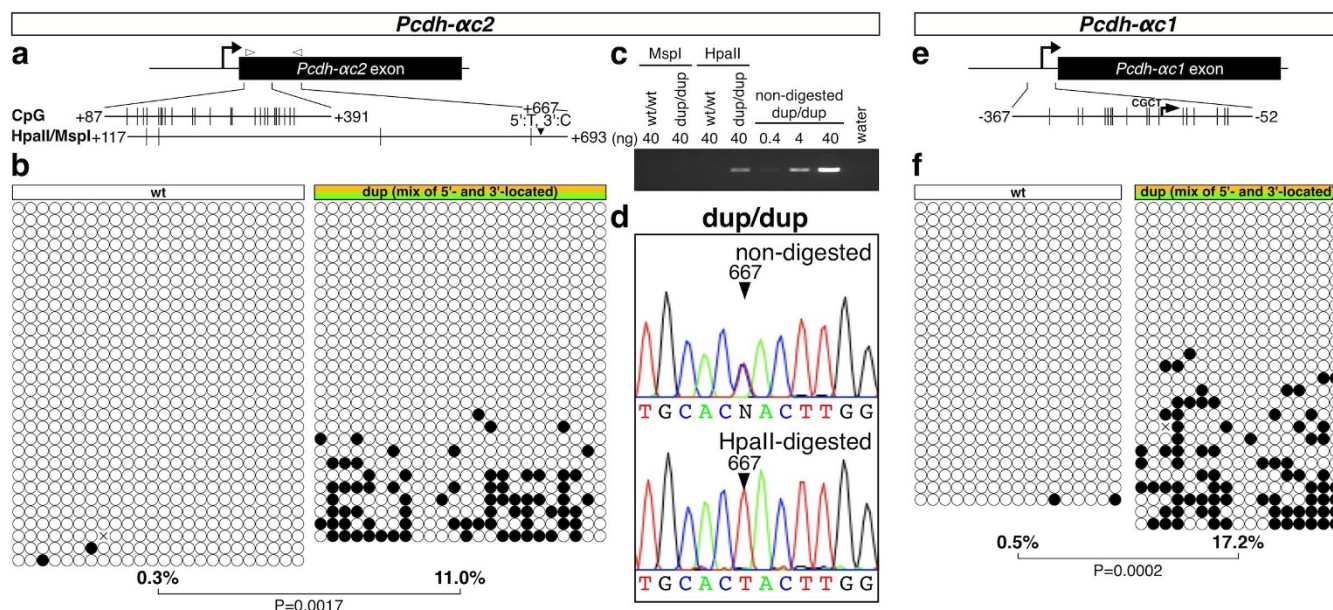 Pcdh-αc2
Pcdh-αc1
a
Pcdh-αc2 exon
CpG
+87
+391
+667
5':T, 3':C
HpaII/MspI
+117
+693
b
wt
dup (mix of 5'- and 3'-located)
×
0.3%
11.0%
P=0.0017
c
MspI
HpaII
wt/wt
dup/dup
wt/wt
dup/dup
non-digested
dup/dup
water
(ng)
40
40
40
40
0.4
4
40
d
dup/dup
non-digested
667
TGCACNACTTGG
HpaII-digested
667
TGCACTACTTGG
e
Pcdh-αc1 exon
CGCT
-367
-52
f
wt
dup (mix of 5'- and 3'-located)
×
0.5%
17.2%
P=0.0002